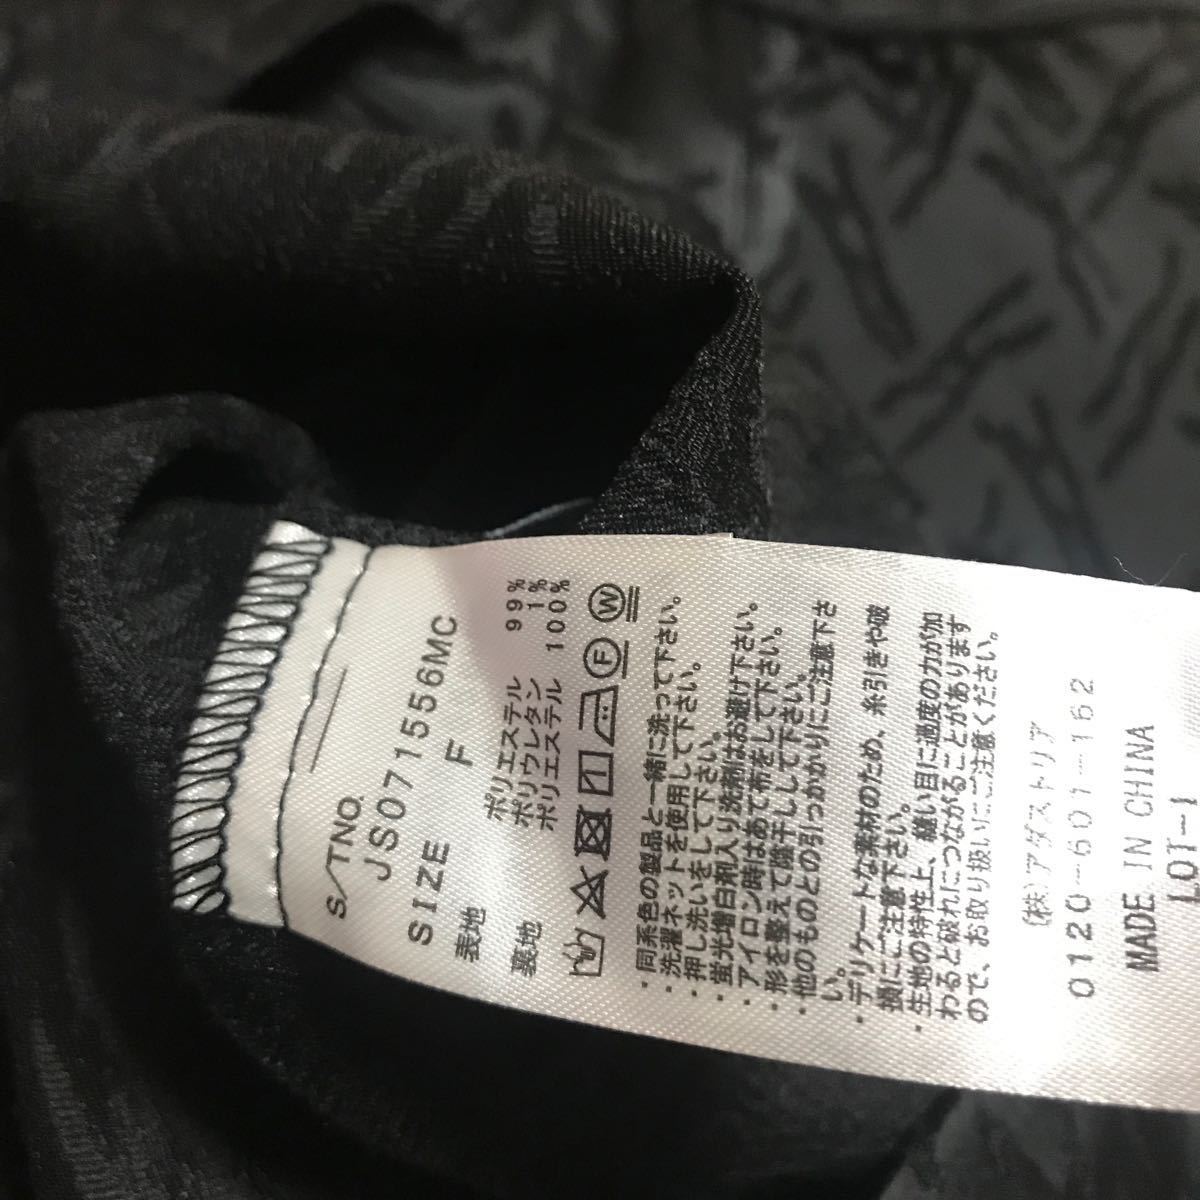 S/TNO.
JS071556MC
SIZE F
表地 ポリエステル 99%
ポリウレタン 1%
裏地 ポリエステル 100%
F W
・同系色の製品と一緒に洗って下さい。
・洗濯ネットを使用して下さい。
・押し洗いをして下さい。
・蛍光増白剤入り洗剤はお避け下さい。
・アイロン時はあて布をして下さい。
・形を整えて陰干しして下さい。
・他のものとの引っかかりにご注意下さ
い。
・デリケートな素材のため、糸引きや破
損にご注意下さい。
・生地の特性上、縫い目に過度の力が加
わると破れにつながることがあります
ので、お取り扱いにご注意ください。
(株)アダストリア
0120-601-162
MADE IN CHINA
LOT-1